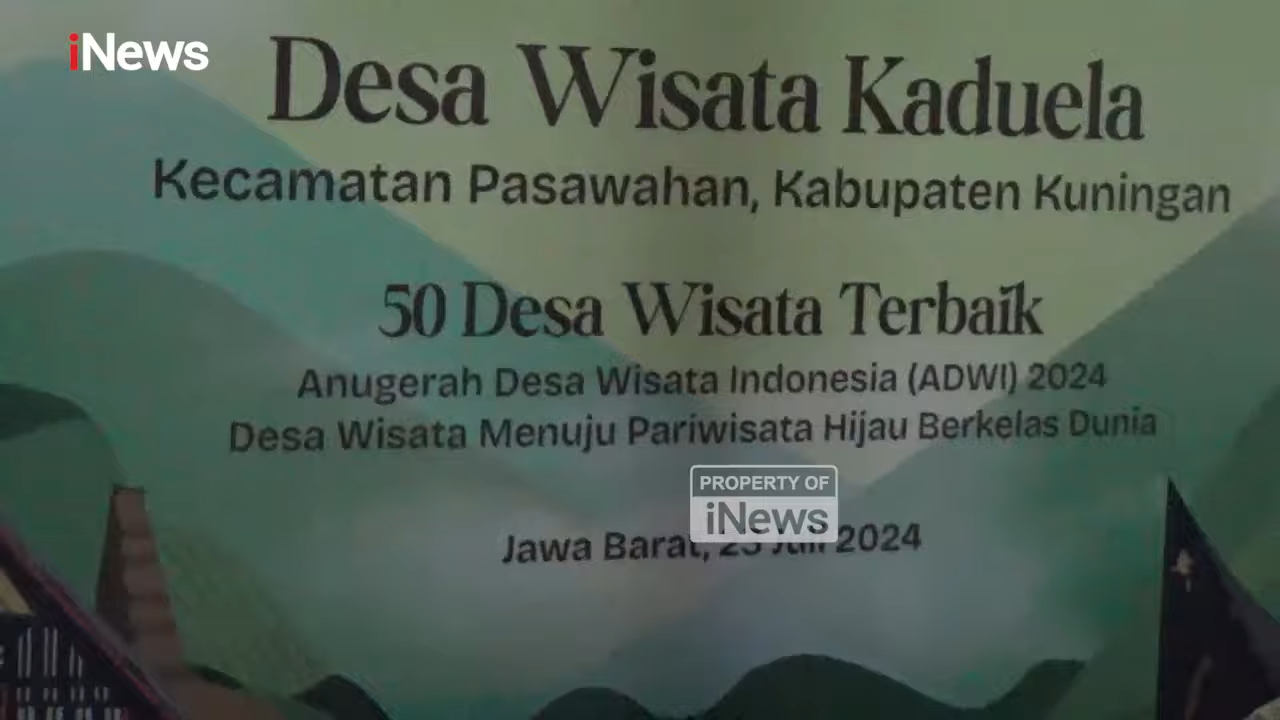 iNews
Desa Wisata Kaduela
Kecamatan Pasawahan, Kabupaten Kuningan
50 Desa Wisata Terbaik
Anugerah Desa Wisata Indonesia (ADWI) 2024
Desa Wisata Menuju Pariwisata Hijau Berkelas Dunia
PROPERTY OF
iNews
Jawa Barat, 2024